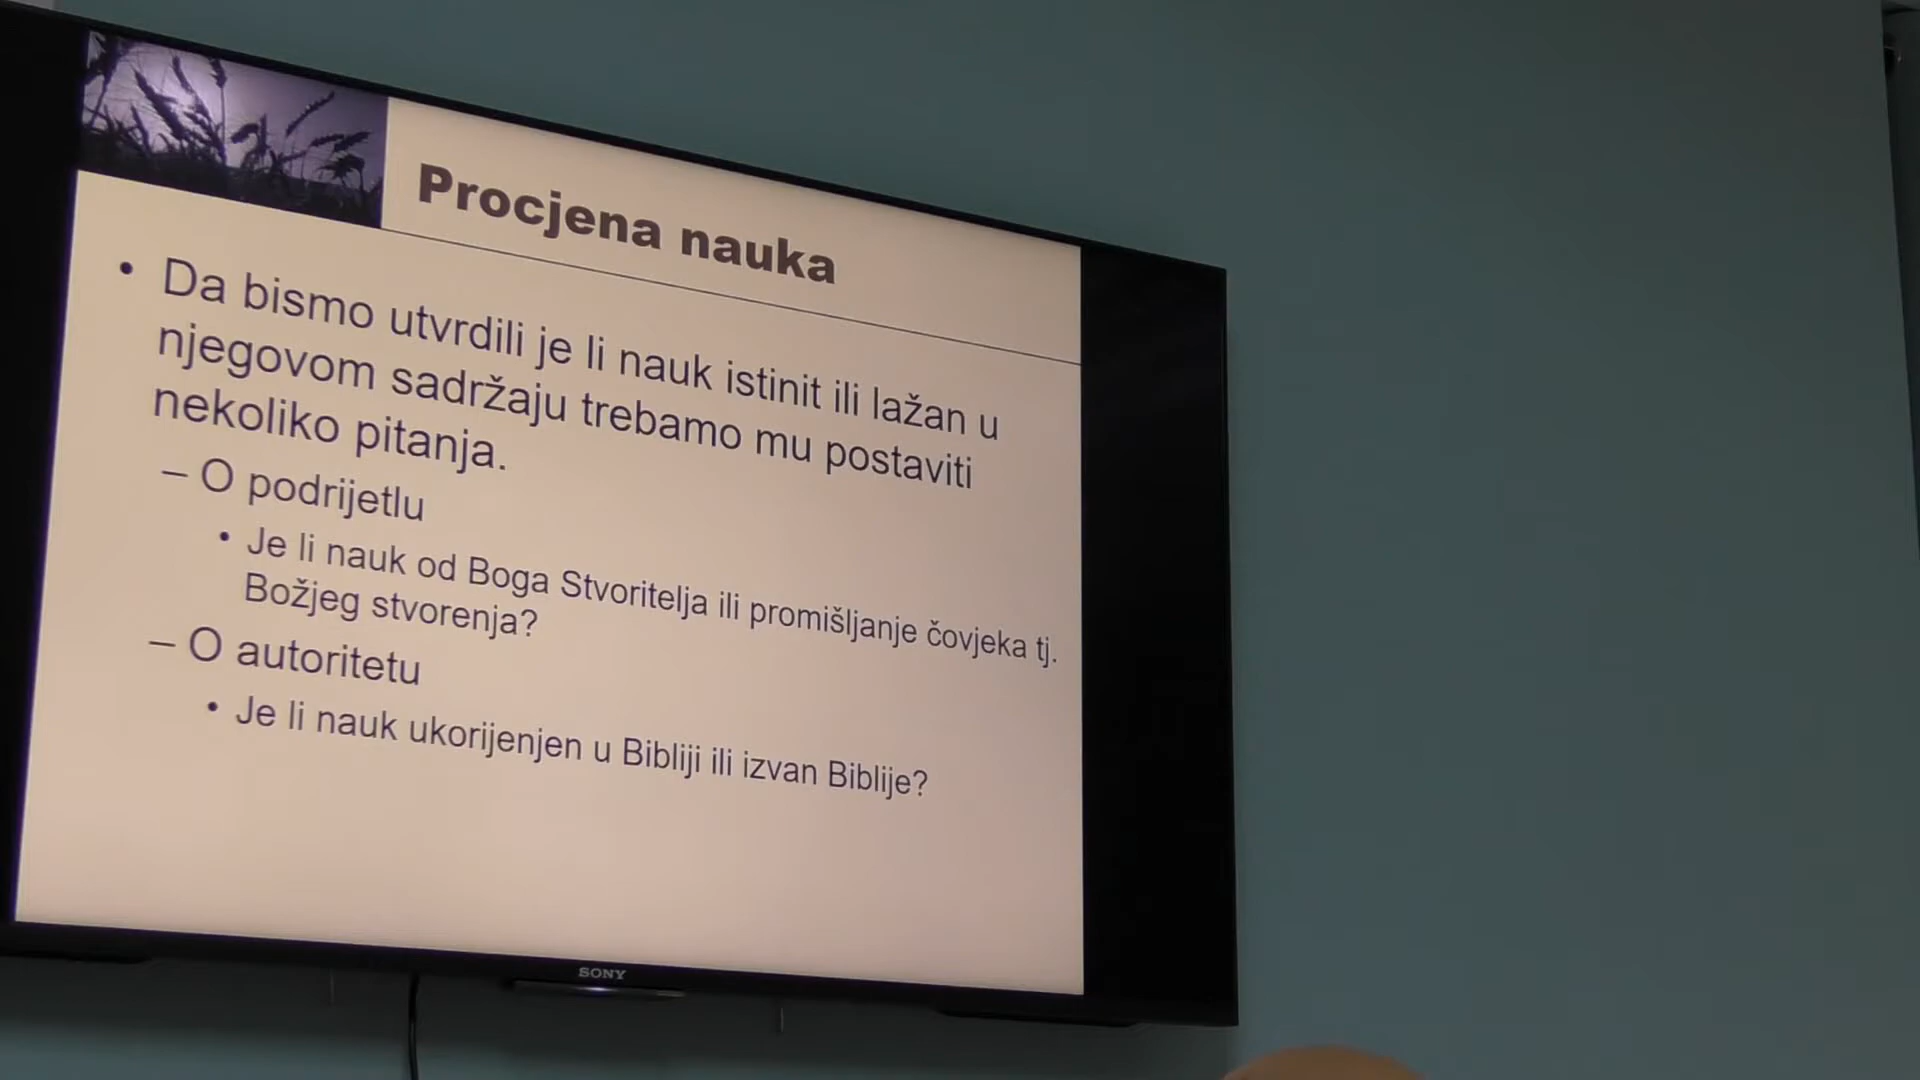 Procjena nauka
• Da bismo utvrdili je li nauk istinit ili lažan u
njegovom sadržaju trebamo mu postaviti
nekoliko pitanja.
– O podrijetlu
• Je li nauk od Boga Stvoritelja ili promišljanje čovjeka tj.
Božjeg stvorenja?
– O autoritetu
• Je li nauk ukorijenjen u Bibliji ili izvan Biblije?
SONY